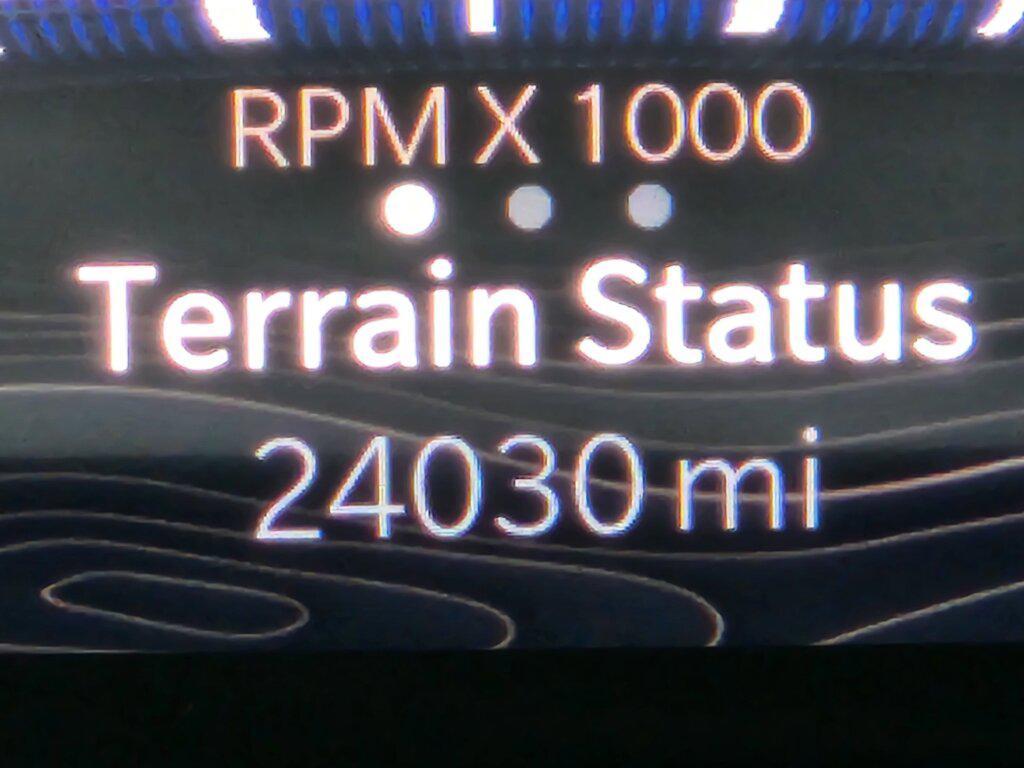 RPM X 1000
Terrain Status
24030 mi